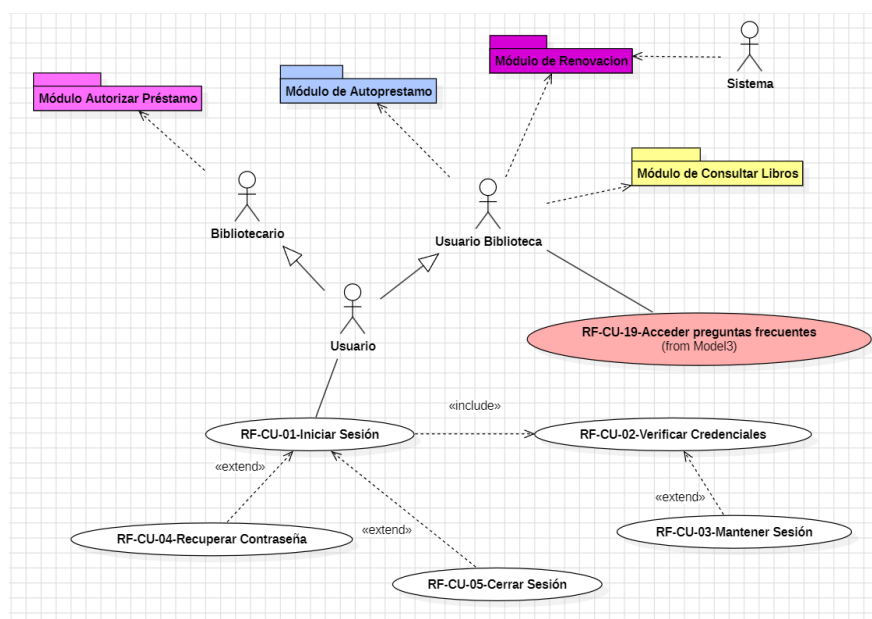 Módulo de Renovacion
Sistema
Módulo Autorizar Préstamo
Módulo de Autoprestamo
Módulo de Consultar Libros
Bibliotecario
Usuario Biblioteca
Usuario
RF-CU-19-Acceder preguntas frecuentes
(from Model3)
«include»
RF-CU-01-Iniciar Sesión
RF-CU-02-Verificar Credenciales
«extend»
«extend»
«extend»
RF-CU-04-Recuperar Contraseña
RF-CU-03-Mantener Sesión
RF-CU-05-Cerrar Sesión